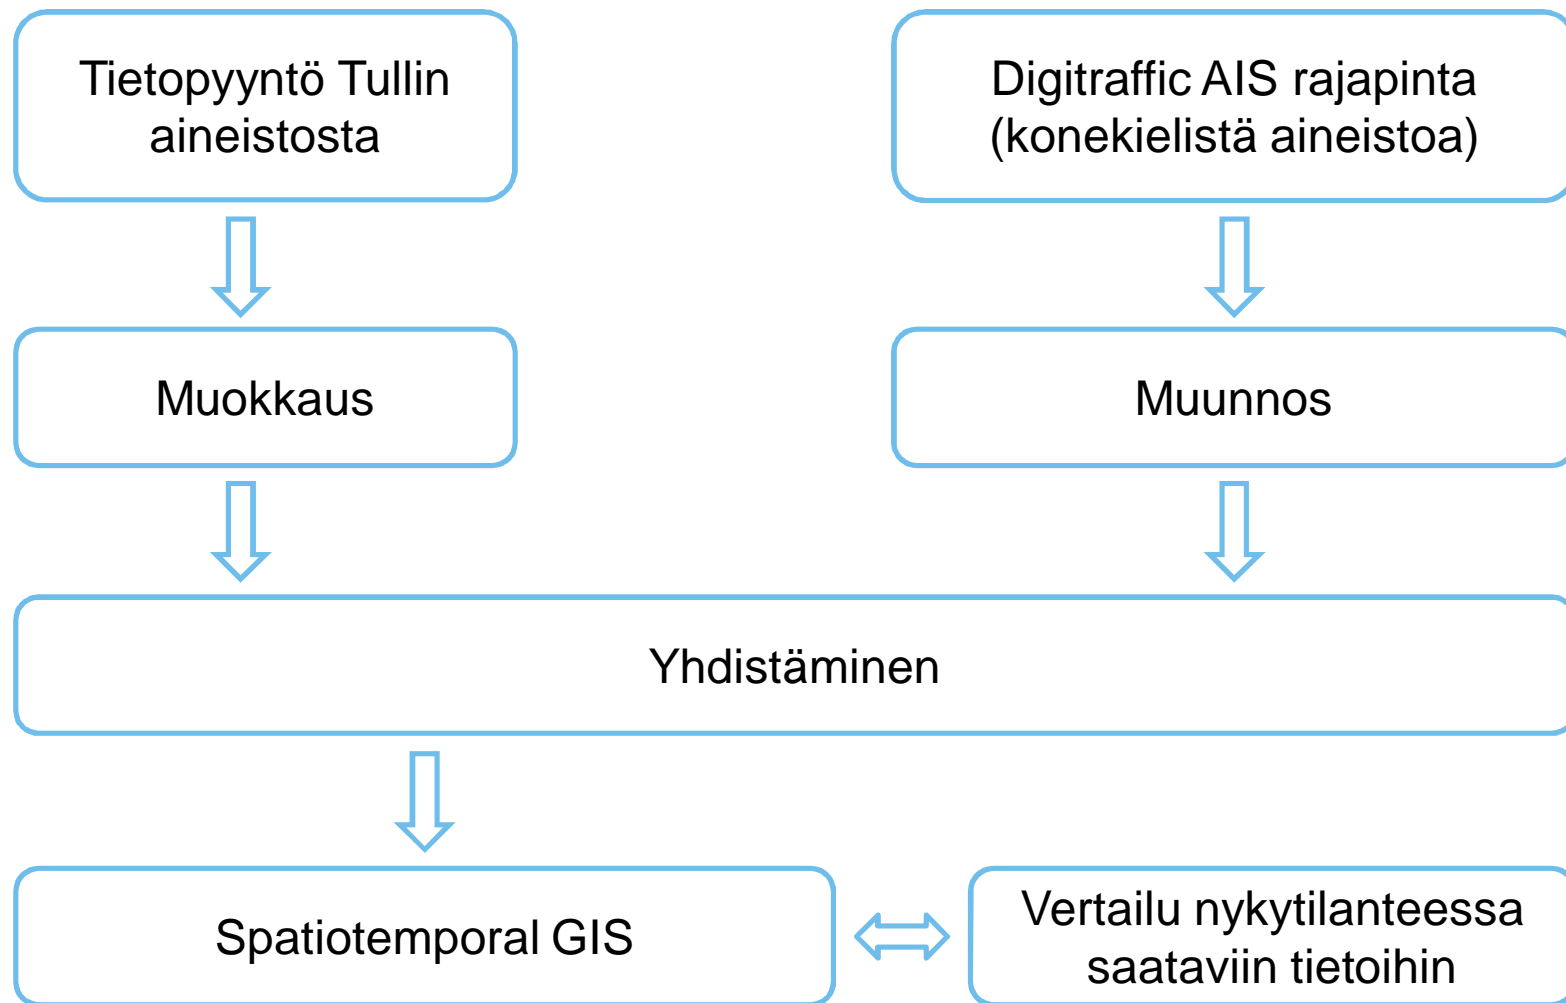 Tietopyyntö Tullin
aineistosta
Digitraffic AIS rajapinta
(konekielistä aineistoa)
Muokkaus
Muunnos
Yhdistäminen
Spatiotemporal GIS
Vertailu nykytilanteessa
saataviin tietoihin